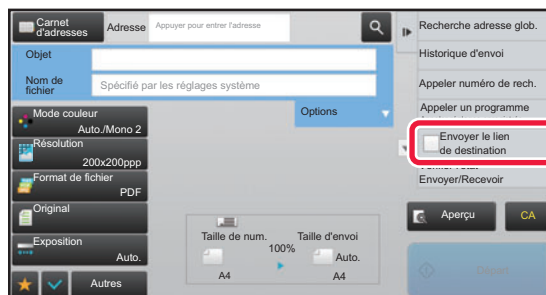 Carnet
d'adresses
Adresse
Appuyer pour entrer l'adresse
Objet
Nom de
fichier
Spécifié par les réglages système
Mode couleur
Auto./Mono 2
Résolution
200x200ppp
Format de fichier
PDF
Original
Exposition
Auto.
Autres
Options
Taille de num.
100%
Taille d'envoi
A4
Auto.
A4
Recherche adresse glob.
Historique d'envoi
Appeler numéro de rech.
Appeler un programme
Envoyer le lien
de destination
Envoyer/Recevoir
Aperçu
CA
Départ